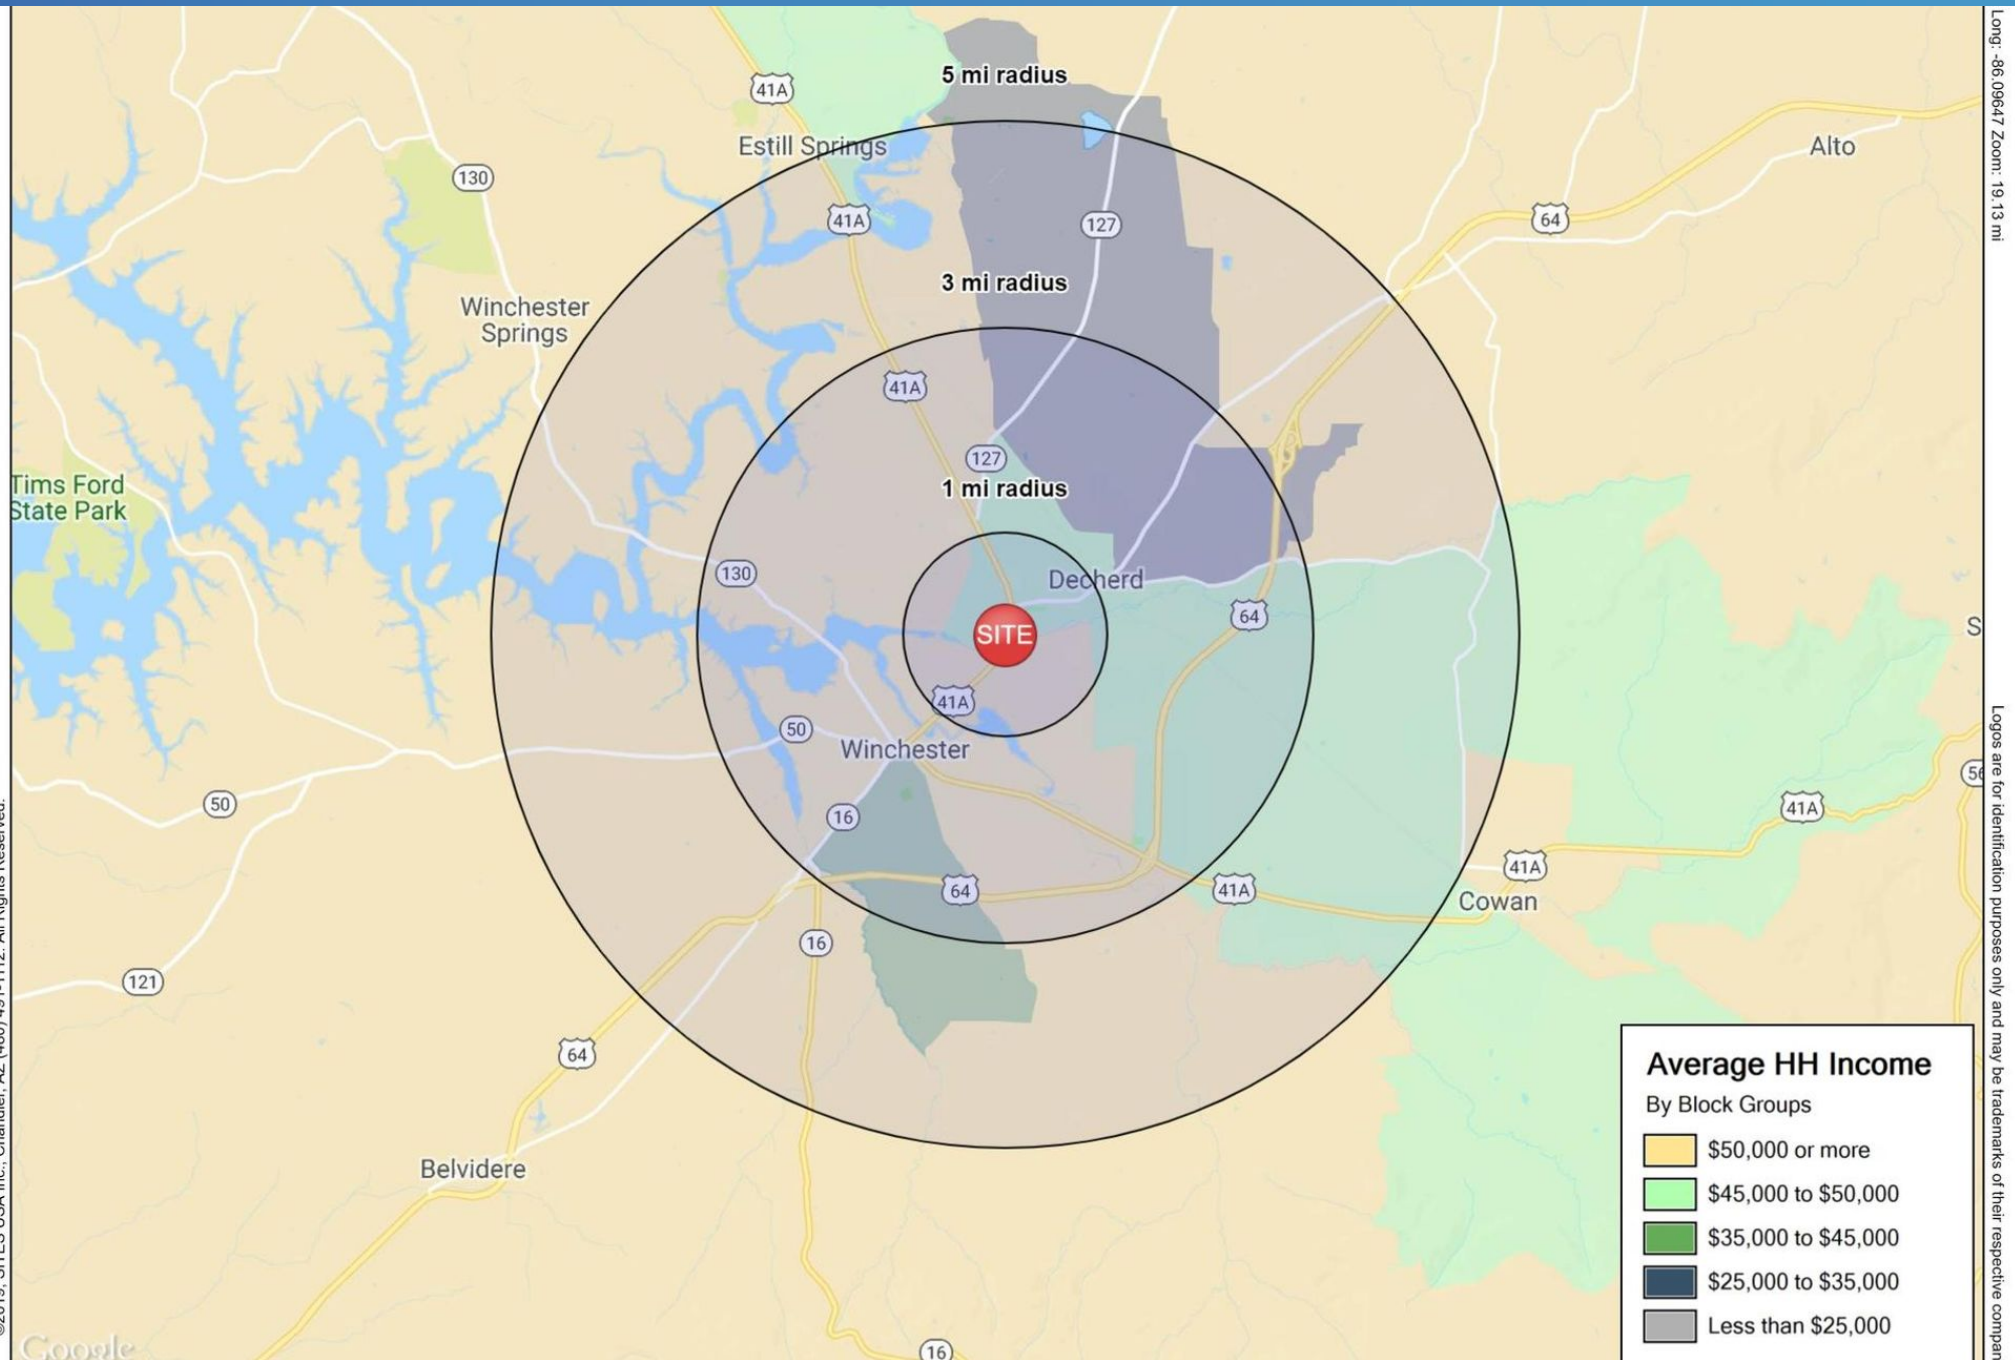 5 mi radius
41A
Estill Springs
Alto
130
41A
127
64
3 mi radius
Winchester
Springs
41A
127
1 mi radius
Tims Ford
State Park
130
Decherd
64
SITE
41A
50
Winchester
50
16
41A
41A
64
41A
Cowan
16
121
64
Belvidere
16
Google
Average HH Income
By Block Groups
$50,000 or more
$45,000 to $50,000
$35,000 to $45,000
$25,000 to $35,000
Less than $25,000
Long: -86.09647 Zoom: 19.13 mi
Logos are for identification purposes only and may be trademarks of their respective